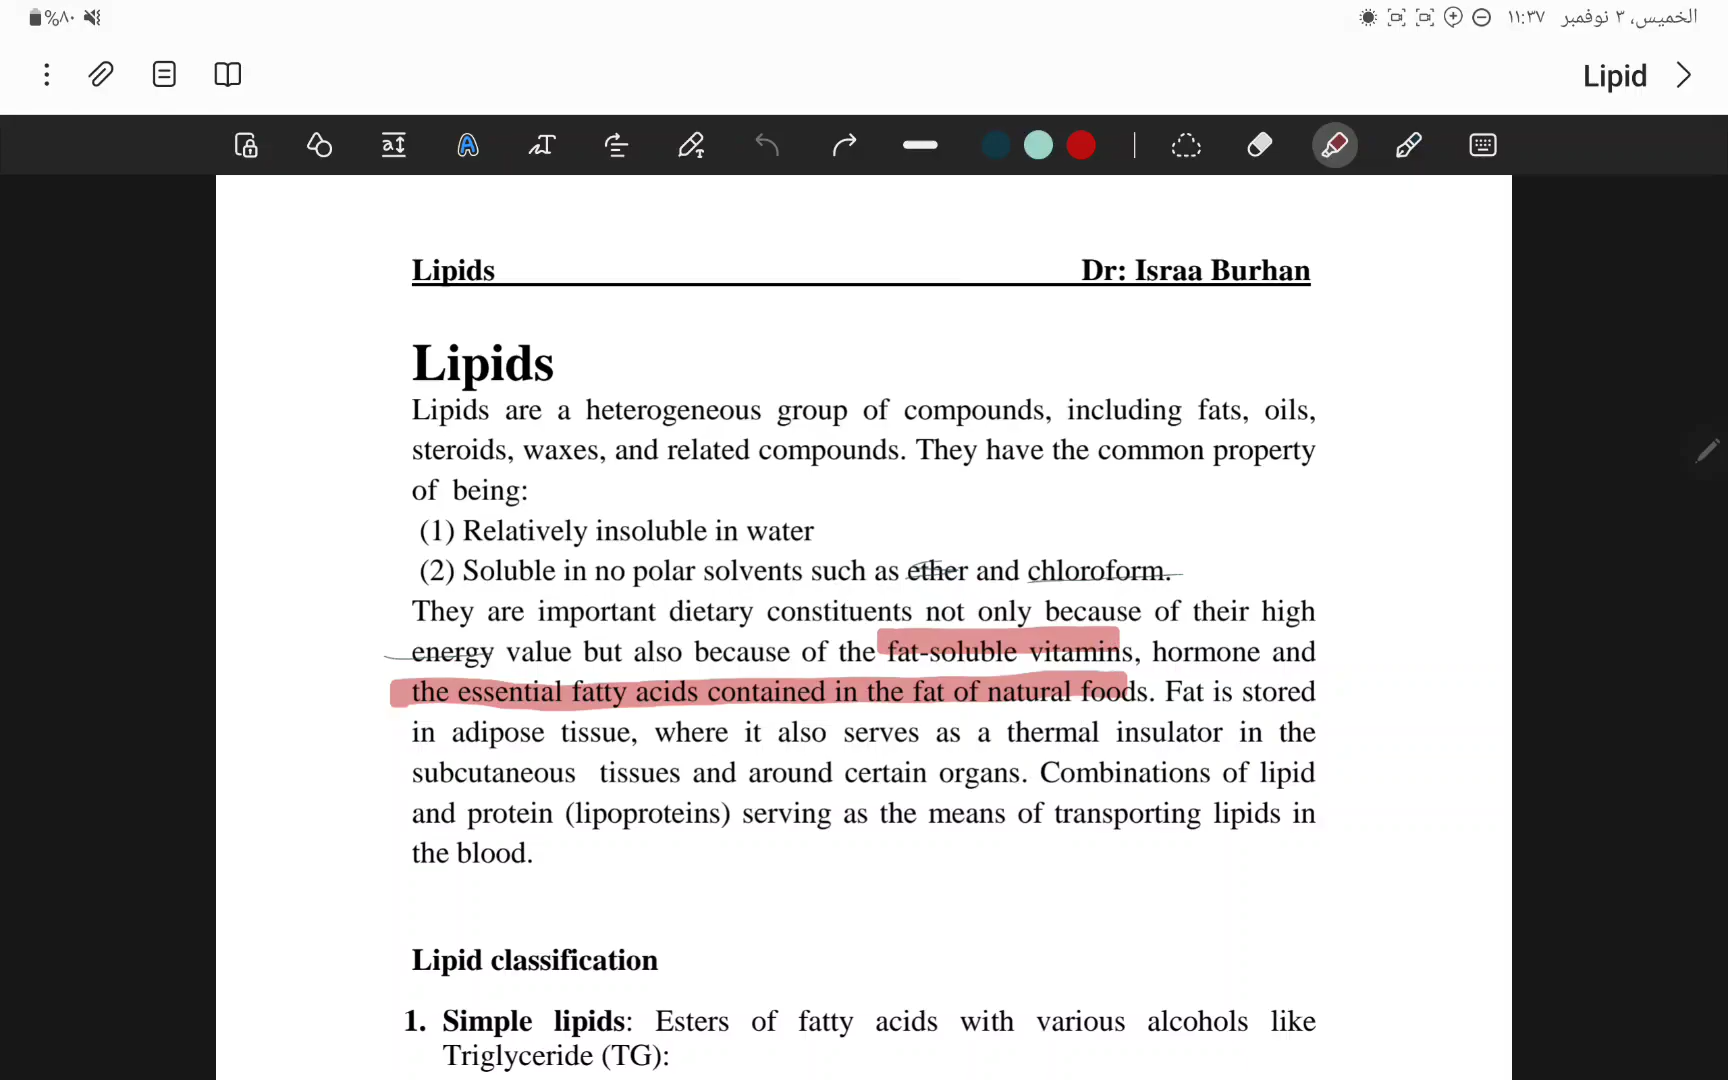 %٨٠
الخميس، ٣ نوفمبر ١١:٣٧
Lipid
Lipids Dr: Israa Burhan
Lipids
Lipids are a heterogeneous group of compounds, including fats, oils,
steroids, waxes, and related compounds. They have the common property
of being:
(1) Relatively insoluble in water
(2) Soluble in no polar solvents such as ether and chloroform.
They are important dietary constituents not only because of their high
energy value but also because of the fat-soluble vitamins, hormone and
the essential fatty acids contained in the fat of natural foods. Fat is stored
in adipose tissue, where it also serves as a thermal insulator in the
subcutaneous tissues and around certain organs. Combinations of lipid
and protein (lipoproteins) serving as the means of transporting lipids in
the blood.
Lipid classification
1. Simple lipids: Esters of fatty acids with various alcohols like
Triglyceride (TG):